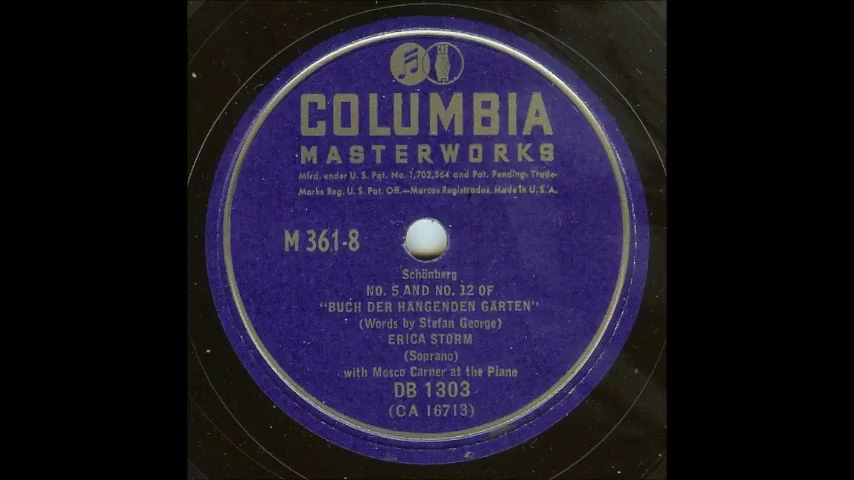 COLUMBIA
MASTERWORKS
Mfrd. under U. S. Pat. No. 1,702,564 and Pat. Pending. Trade-
Marks Reg. U. S. Pat. Off.—Marcas Registradas. Made in U. S. A.
M 361-8
Schönberg
NO. 5 AND NO. 12 OF
"BUCH DER HÄNGENDEN GÄRTEN"
(Words by Stefan George)
ERICA STORM
(Soprano)
with Mosco Carner at the Piano
DB 1303
(CA 16713)